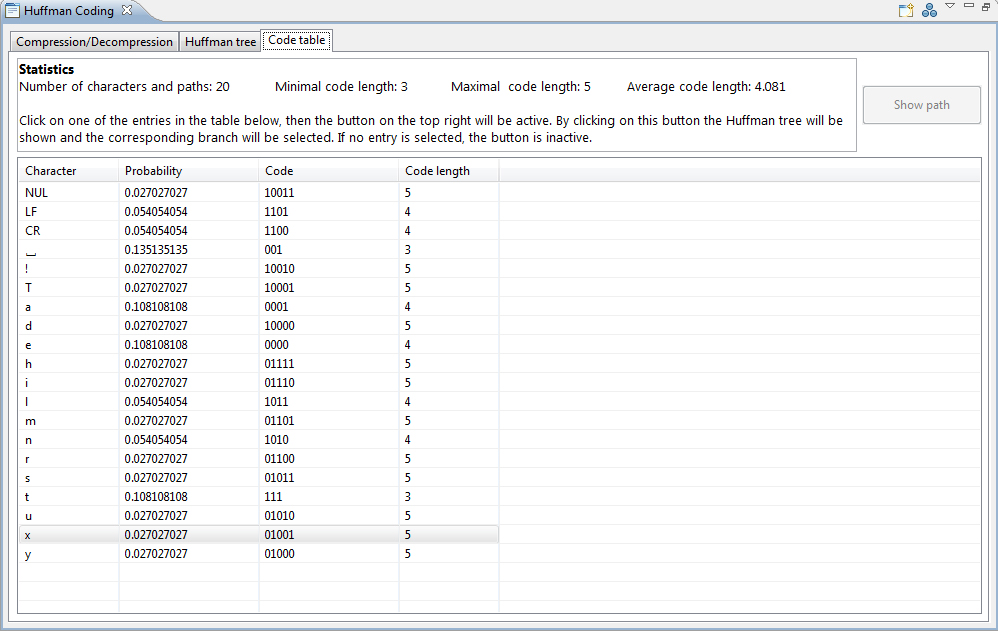 Huffman Coding
Compression/Decompression Huffman tree Code table
Statistics
Number of characters and paths: 20 Minimal code length: 3 Maximal code length: 5 Average code length: 4.081
Show path
Click on one of the entries in the table below, then the button on the top right will be active. By clicking on this button the Huffman tree will be
shown and the corresponding branch will be selected. If no entry is selected, the button is inactive.
Character Probability Code Code length
NUL 0.027027027 10011 5
LF 0.054054054 1101 4
CR 0.054054054 1100 4
⎵ 0.135135135 001 3
! 0.027027027 10010 5
T 0.027027027 10001 5
a 0.108108108 0001 4
d 0.027027027 10000 5
e 0.108108108 0000 4
h 0.027027027 01111 5
i 0.027027027 01110 5
l 0.054054054 1011 4
m 0.027027027 01101 5
n 0.054054054 1010 4
r 0.027027027 01100 5
s 0.027027027 01011 5
t 0.108108108 111 3
u 0.027027027 01010 5
x 0.027027027 01001 5
y 0.027027027 01000 5